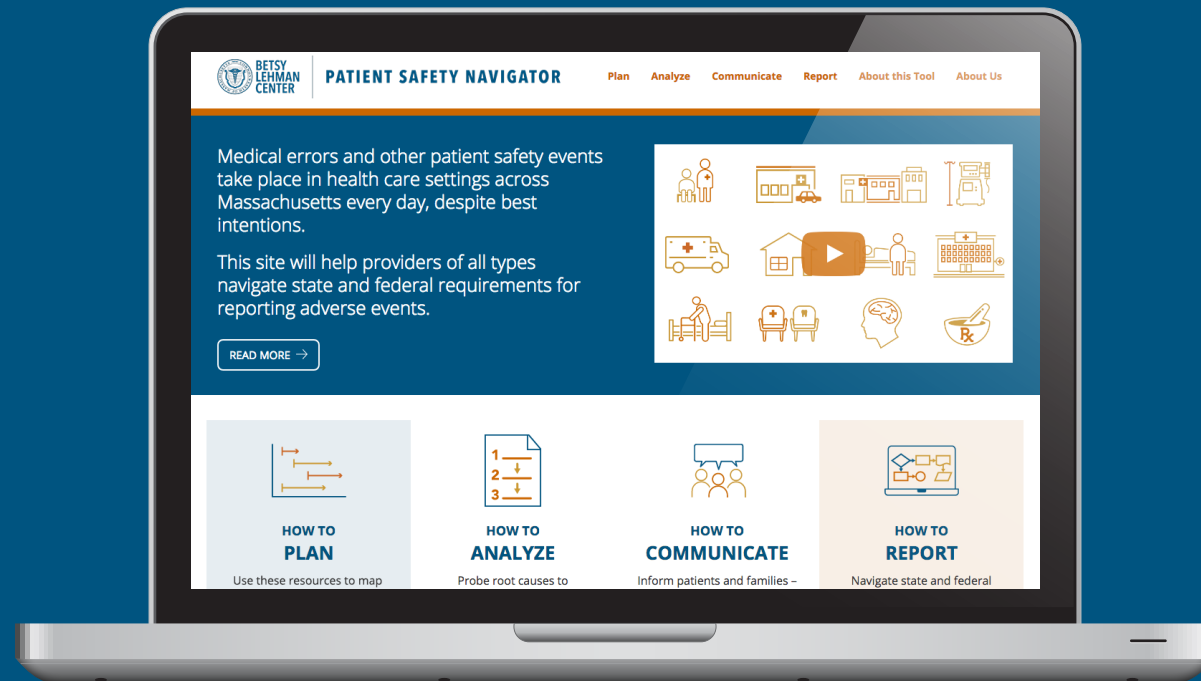 BETSY
LEHMAN
CENTER
PATIENT SAFETY NAVIGATOR
Plan Analyze Communicate Report About this Tool About Us
Medical errors and other patient safety events
take place in health care settings across
Massachusetts every day, despite best
intentions.
This site will help providers of all types
navigate state and federal requirements for
reporting adverse events.
READ MORE →
Rx
1
2
3
HOW TO
PLAN
Use these resources to map
HOW TO
ANALYZE
Probe root causes to
HOW TO
COMMUNICATE
Inform patients and families –
HOW TO
REPORT
Navigate state and federal